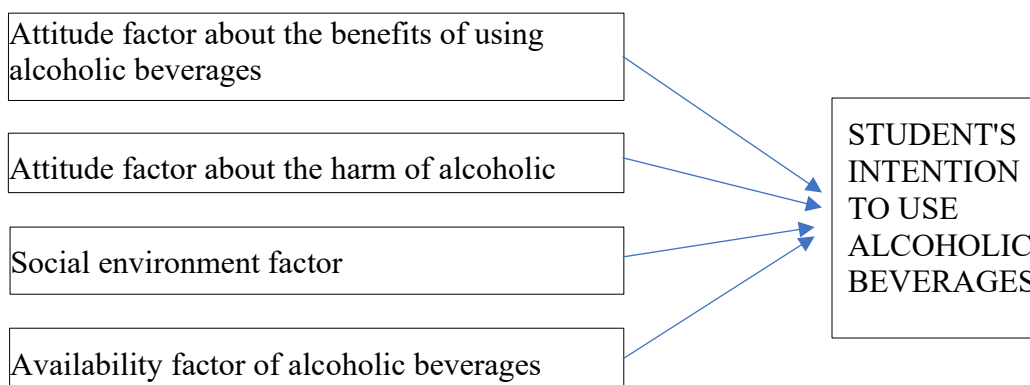 Attitude factor about the benefits of using
alcoholic beverages
Attitude factor about the harm of alcoholic
Social environment factor
Availability factor of alcoholic beverages
STUDENT'S
INTENTION
TO USE
ALCOHOLIC
BEVERAGES